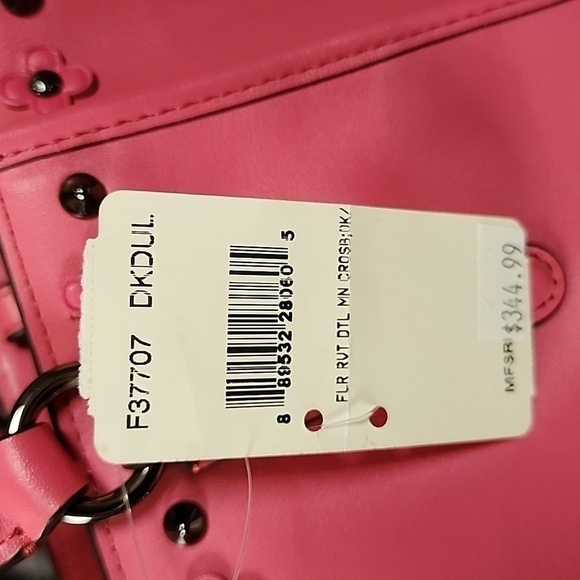 F37707 DKDUL
8 89532 28060 5
FLR RVT DTL MN CROSB:DK/
MFSR $344.99